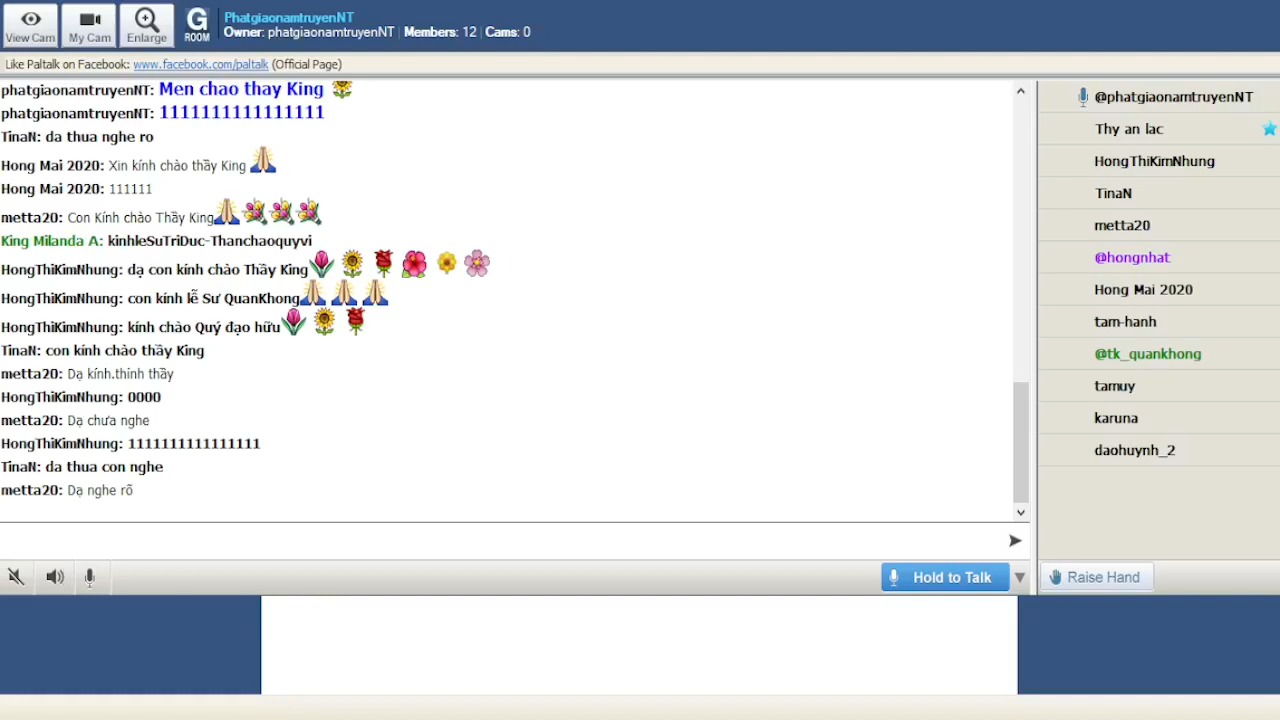 View Cam
My Cam
Enlarge
G
ROOM
PhatgiaonamtruyenNT
Owner: phatgiaonamtruyenNT | Members: 12 | Cams: 0
Like Paltalk on Facebook: www.facebook.com/paltalk (Official Page)
phatgiaonamtruyenNT: Men chao thay King
phatgiaonamtruyenNT: 1111111111111111
TinaN: da thua nghe ro
Hong Mai 2020: Xin kính chào thầy King
Hong Mai 2020: 111111
metta20: Con Kính chào Thầy King
King Milanda A: kinhleSuTriDuc-Thanchaoquyvi
HongThiKimNhung: dạ con kính chào Thầy King
HongThiKimNhung: con kính lễ Sư QuanKhong
HongThiKimNhung: kính chào Quý đạo hữu
TinaN: con kính chào thầy King
metta20: Dạ kính.thính thầy
HongThiKimNhung: 0000
metta20: Dạ chưa nghe
HongThiKimNhung: 1111111111111111
TinaN: da thua con nghe
metta20: Dạ nghe rõ
Hold to Talk
@phatgiaonamtruyenNT
Thy an lac
HongThiKimNhung
TinaN
metta20
@hongnhat
Hong Mai 2020
tam-hanh
@tk_quankhong
tamuy
karuna
daohuynh_2
Raise Hand